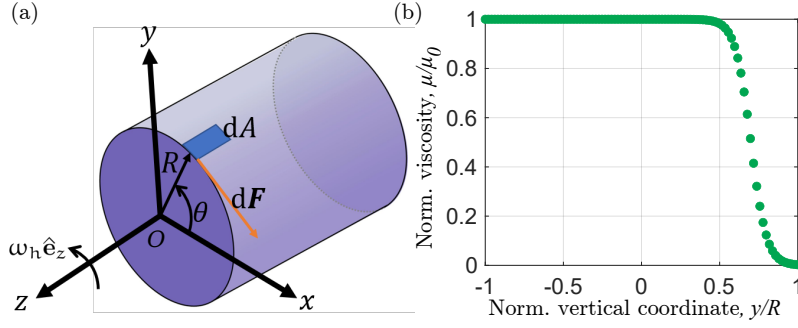 (a)
y
dA
R
dF
θ
O
ω_h ê_z
z
x
(b)
Norm. viscosity, μ/μ₀
1
0.8
0.6
0.4
0.2
0
-1
-0.5
0
0.5
1
Norm. vertical coordinate, y/R